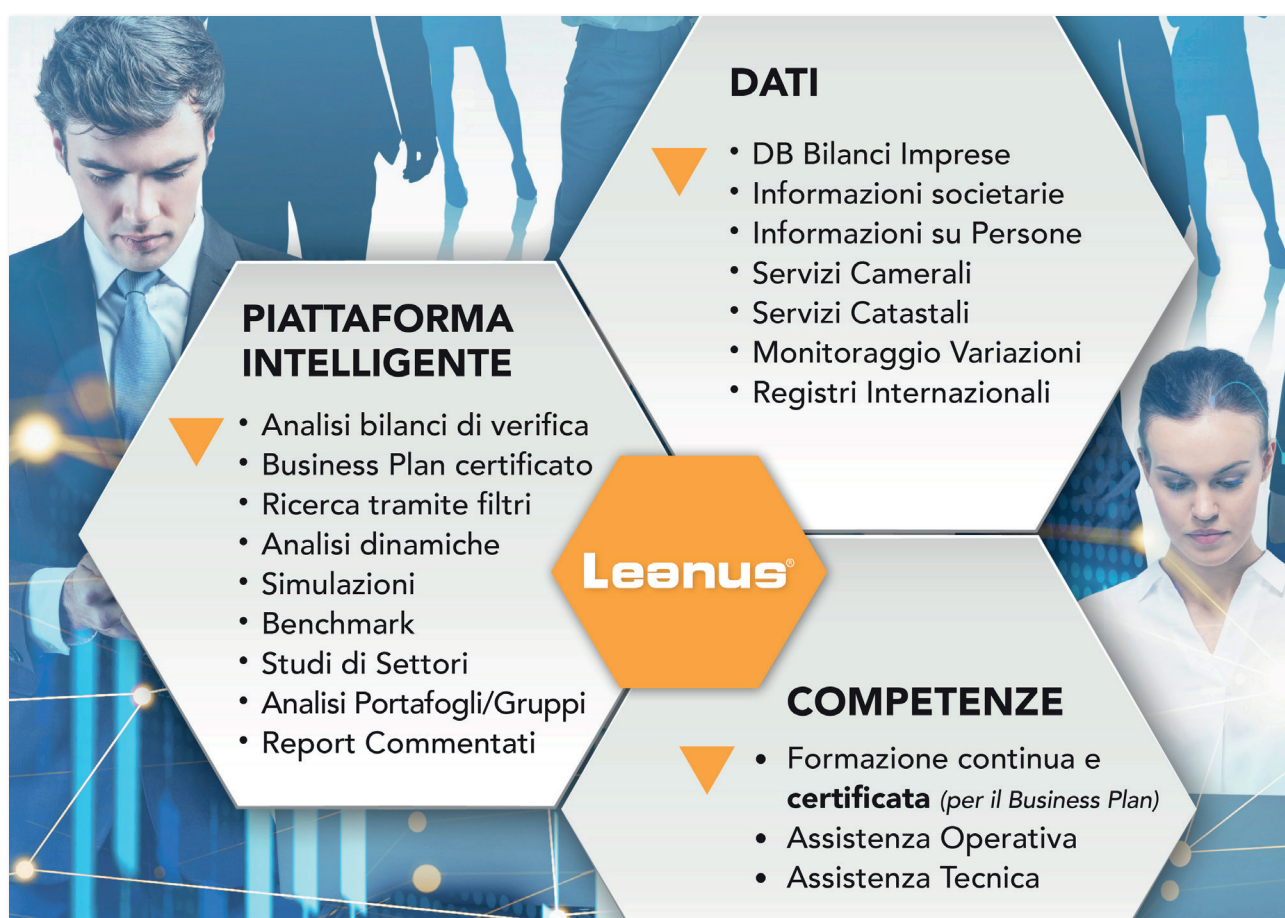 DATI
• DB Bilanci Imprese
• Informazioni societarie
• Informazioni su Persone
• Servizi Camerali
• Servizi Catastali
• Monitoraggio Variazioni
• Registri Internazionali
PIATTAFORMA
INTELLIGENTE
• Analisi bilanci di verifica
• Business Plan certificato
• Ricerca tramite filtri
• Analisi dinamiche
• Simulazioni
• Benchmark
• Studi di Settori
• Analisi Portafogli/Gruppi
• Report Commentati
Leanus®
COMPETENZE
• Formazione continua e
certificata (per il Business Plan)
• Assistenza Operativa
• Assistenza Tecnica